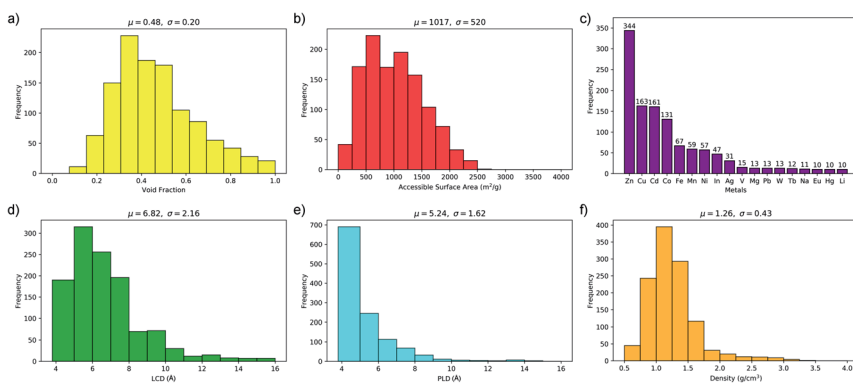 a)
μ = 0.48, σ = 0.20
Frequency
200
150
100
50
0
0.0 0.2 0.4 0.6 0.8 1.0
Void Fraction
b)
μ = 1017, σ = 520
Frequency
200
150
100
50
0
0 500 1000 1500 2000 2500 3000 3500 4000
Accessible Surface Area (m²/g)
c)
Frequency
350
300
250
200
150
100
50
0
344 163 161 131 67 59 57 47 31 15 13 13 13 12 11 10 10 10
Zn Cu Cd Co Fe Mn Ni In Ag V Mg Pb W Tb Na Eu Hg Li
Metals
d)
μ = 6.82, σ = 2.16
Frequency
300
250
200
150
100
50
0
4 6 8 10 12 14 16
LCD (Å)
e)
μ = 5.24, σ = 1.62
Frequency
700
600
500
400
300
200
100
0
4 6 8 10 12 14 16
PLD (Å)
f)
μ = 1.26, σ = 0.43
Frequency
400
350
300
250
200
150
100
50
0
0.5 1.0 1.5 2.0 2.5 3.0 3.5 4.0
Density (g/cm³)